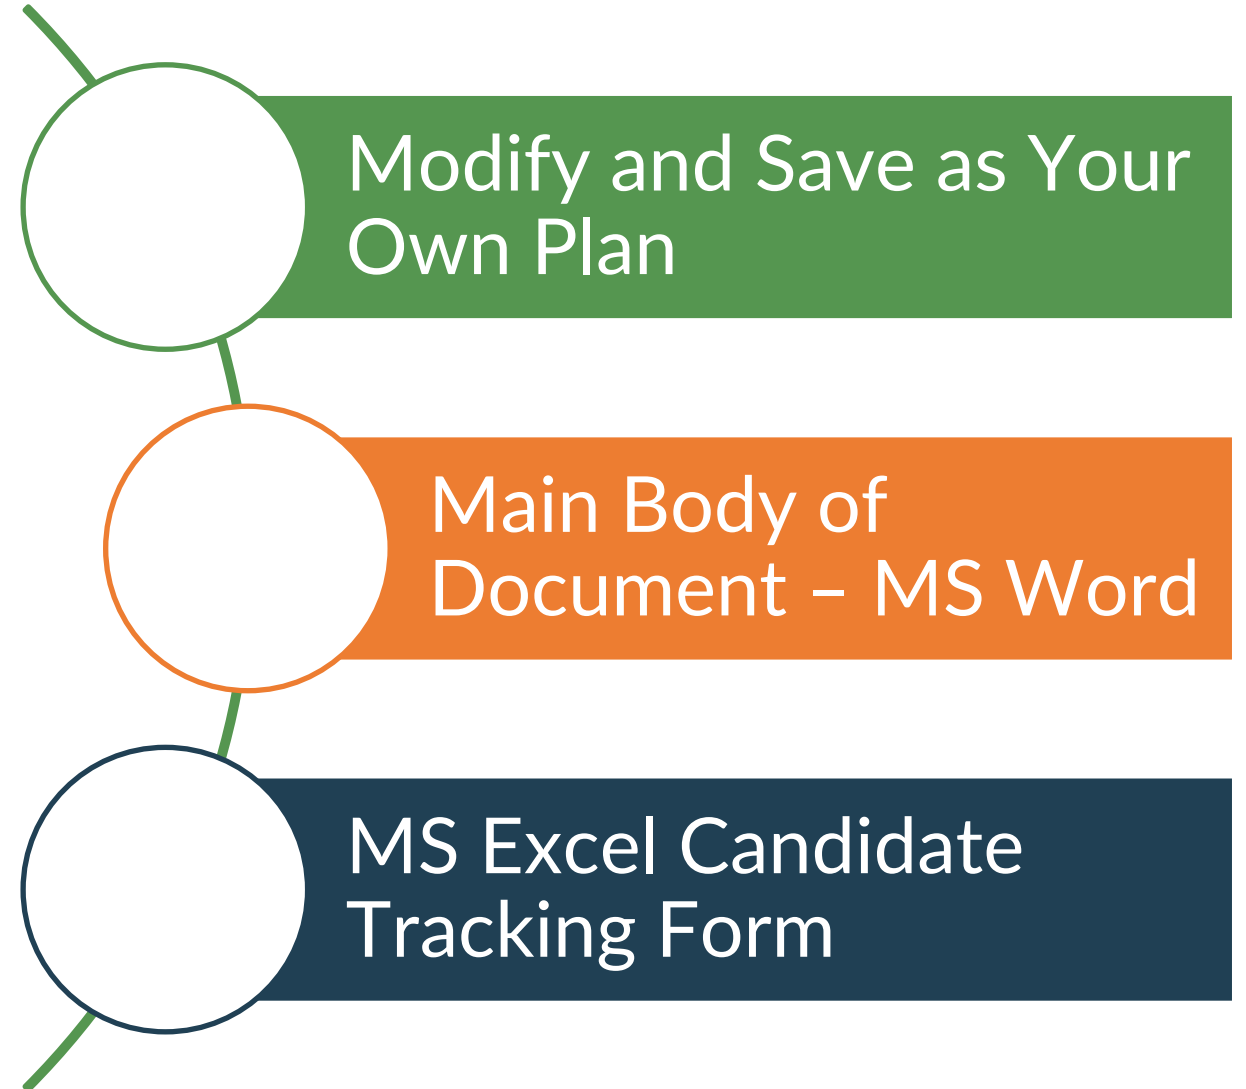 Modify and Save as Your
Own Plan
Main Body of
Document – MS Word
MS Excel Candidate
Tracking Form